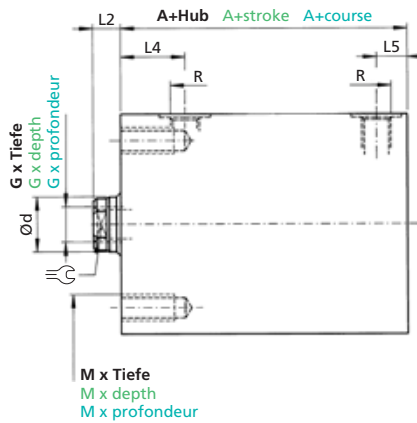 L2
A+Hub A+stroke A+course
L4
L5
R
R
G x Tiefe
G x depth
G x profondeur
Ød
M x Tiefe
M x depth
M x profondeur